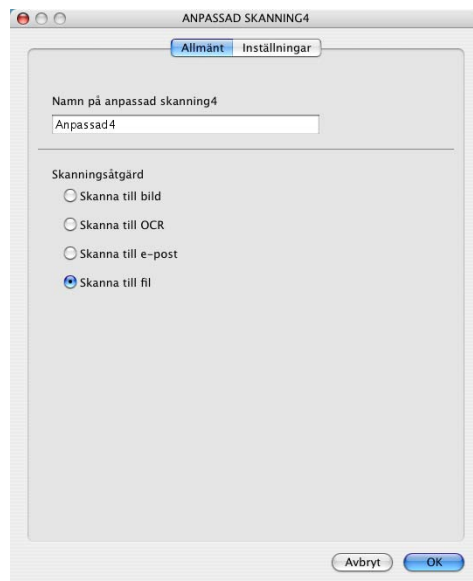 ANPASSAD SKANNING4
Allmänt Inställningar
Namn på anpassad skanning4
Anpassad4
Skanningsåtgärd
Skanna till bild
Skanna till OCR
Skanna till e-post
Skanna till fil
Avbryt OK